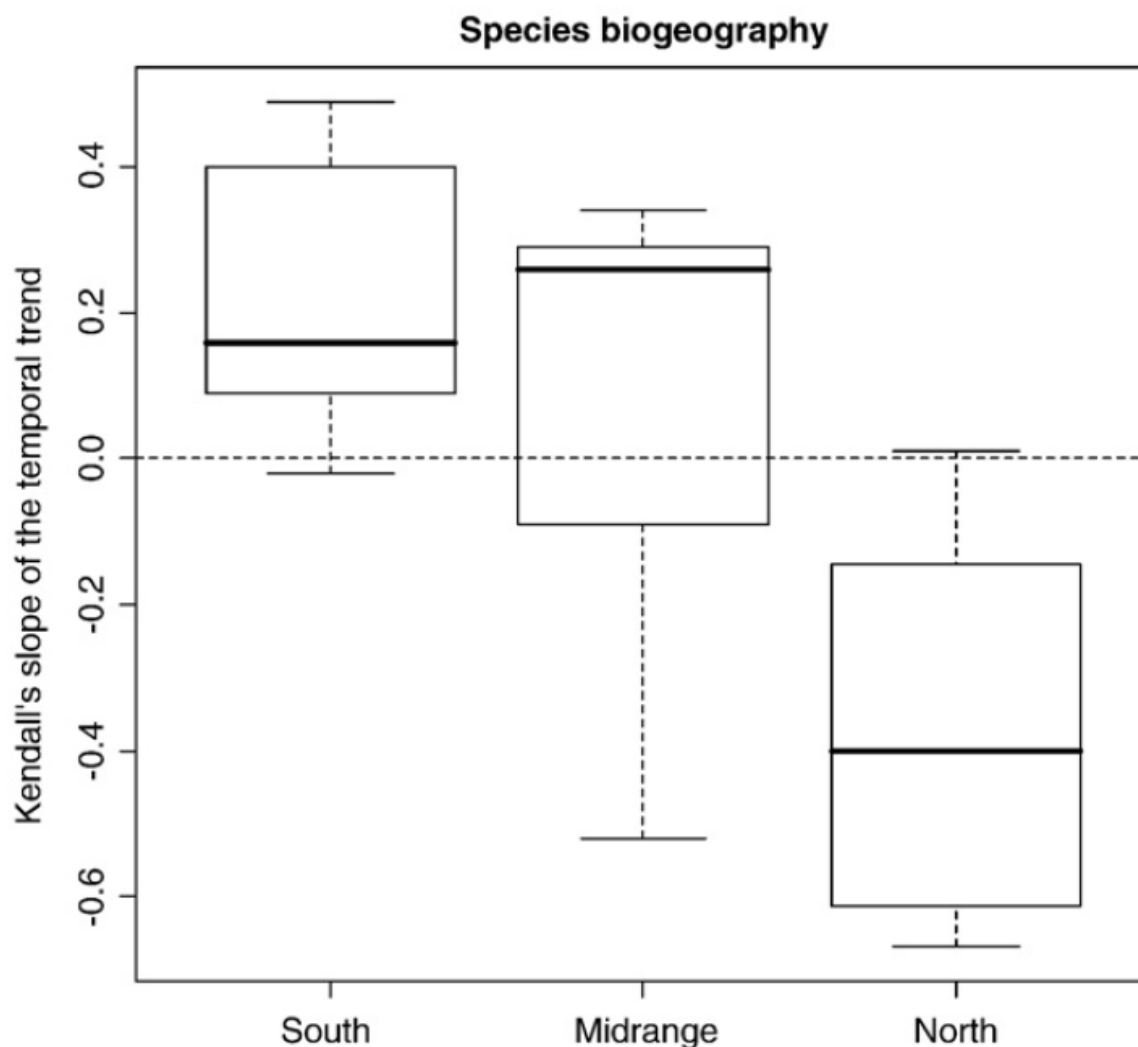 Species biogeography
Kendall's slope of the temporal trend
0.4
0.2
0.0
-0.2
-0.4
-0.6
South
Midrange
North